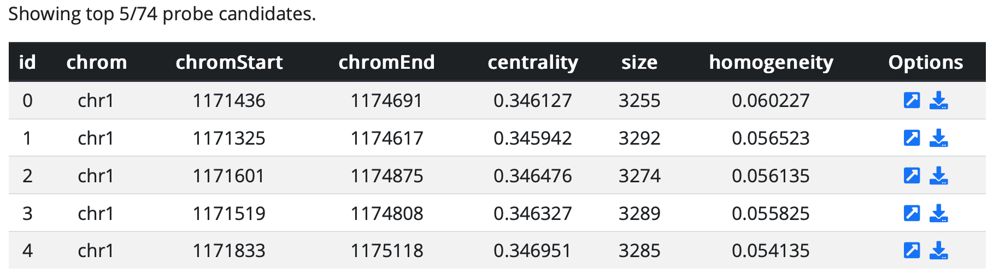 Showing top 5/74 probe candidates.
id chrom chromStart chromEnd centrality size homogeneity Options
0 chr1 1171436 1174691 0.346127 3255 0.060227
1 chr1 1171325 1174617 0.345942 3292 0.056523
2 chr1 1171601 1174875 0.346476 3274 0.056135
3 chr1 1171519 1174808 0.346327 3289 0.055825
4 chr1 1171833 1175118 0.346951 3285 0.054135